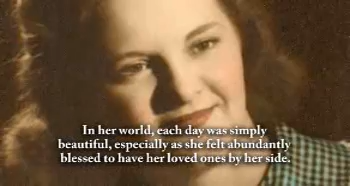 In her world, each day was simply
beautiful, especially as she felt abundantly
blessed to have her loved ones by her side.